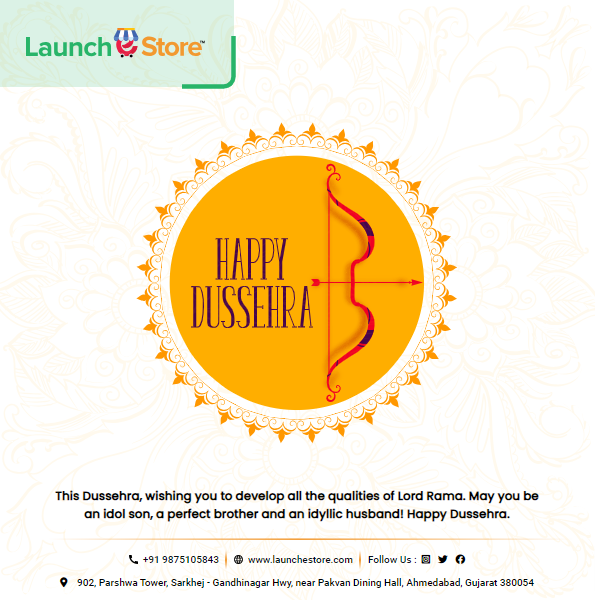 Launch eStore™
HAPPY
DUSSEHRA
This Dussehra, wishing you to develop all the qualities of Lord Rama. May you be
an idol son, a perfect brother and an idyllic husband! Happy Dussehra.
+91 9875105843 | www.launchestore.com | Follow Us :
902, Parshwa Tower, Sarkhej - Gandhinagar Hwy, near Pakvan Dining Hall, Ahmedabad, Gujarat 380054